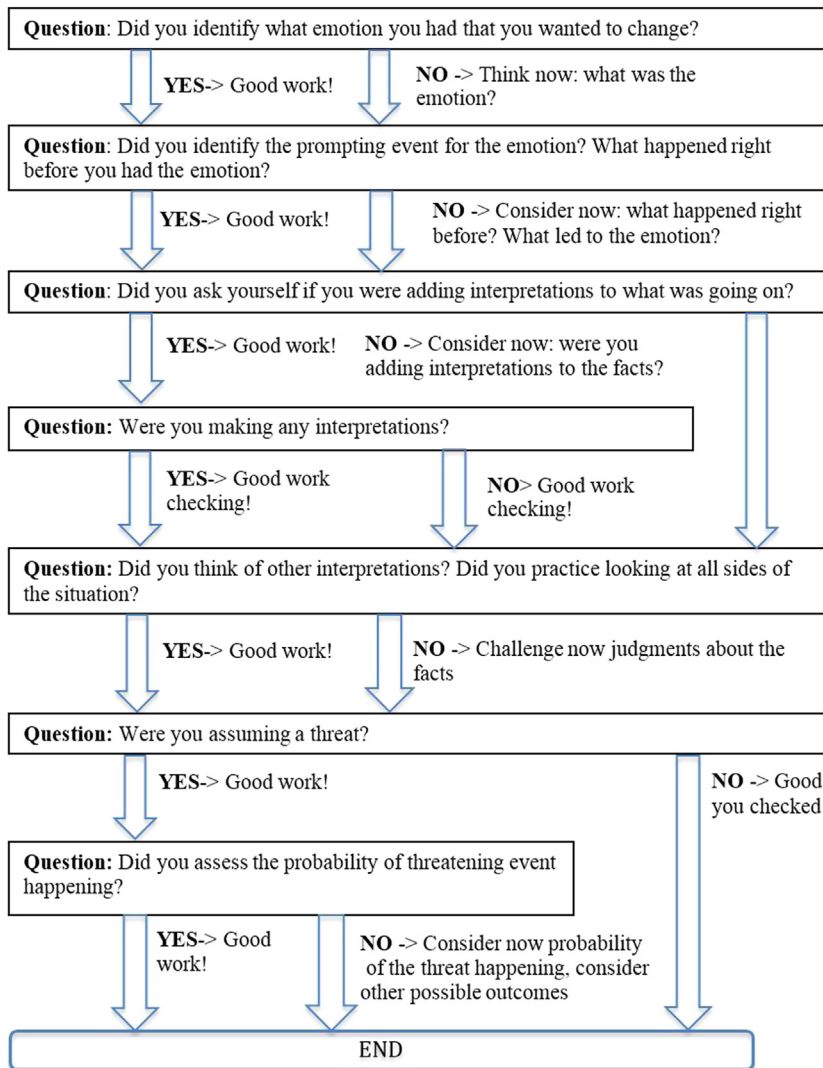 Question: Did you identify what emotion you had that you wanted to change?
YES-> Good work!
NO -> Think now: what was the
emotion?
Question: Did you identify the prompting event for the emotion? What happened right
before you had the emotion?
YES-> Good work!
NO -> Consider now: what happened right
before? What led to the emotion?
Question: Did you ask yourself if you were adding interpretations to what was going on?
YES-> Good work!
NO -> Consider now: were you
adding interpretations to the facts?
Question: Were you making any interpretations?
YES-> Good work
checking!
NO> Good work
checking!
Question: Did you think of other interpretations? Did you practice looking at all sides of
the situation?
YES-> Good work!
NO -> Challenge now judgments about the
facts
Question: Were you assuming a threat?
YES-> Good work!
NO -> Good
you checked
Question: Did you assess the probability of threatening event
happening?
YES-> Good
work!
NO -> Consider now probability
of the threat happening, consider
other possible outcomes
END